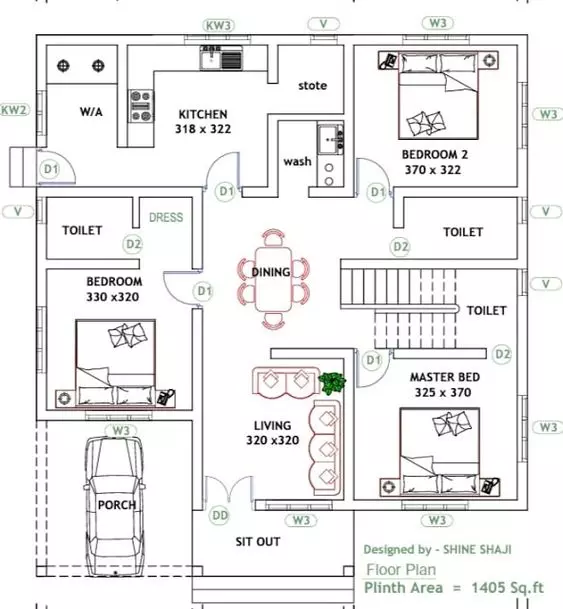 KW3
V
W3
W/A
KITCHEN
318 x 322
stote
KW2
W3
D1
wash
BEDROOM 2
370 x 322
D1
D1
V
TOILET
DRESS
D2
TOILET
D2
V
BEDROOM
330 x320
D1
DINING
V
TOILET
D1
D2
MASTER BED
325 x 370
LIVING
320 x320
W3
W3
PORCH
DD
W3
W3
SIT OUT
Designed by - SHINE SHAJI
Floor Plan
Plinth Area = 1405 Sq.ft